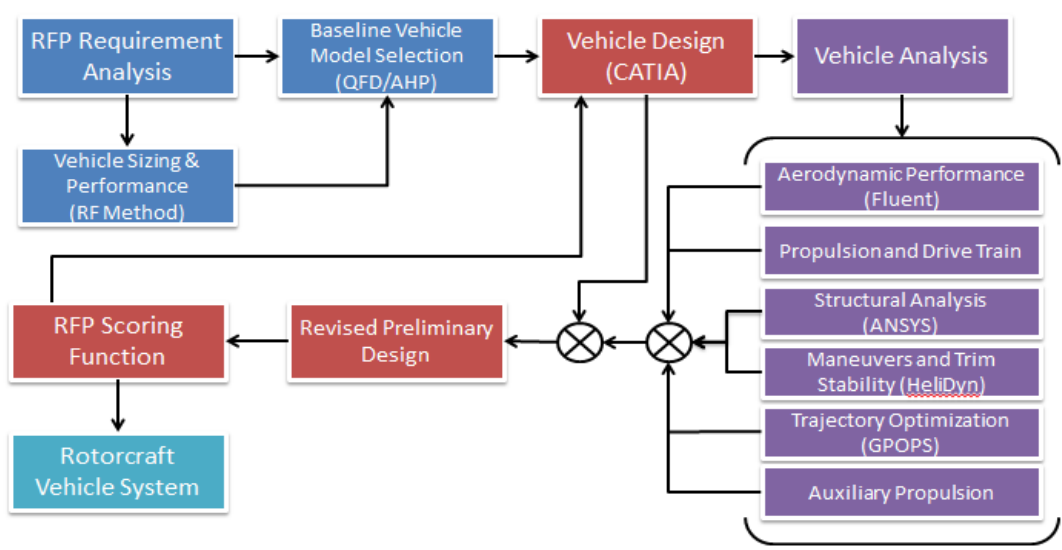 RFP Requirement
Analysis
Baseline Vehicle
Model Selection
(QFD/AHP)
Vehicle Design
(CATIA)
Vehicle Analysis
Vehicle Sizing &
Performance
(RF Method)
Aerodynamic Performance
(Fluent)
Propulsion and Drive Train
Structural Analysis
(ANSYS)
Maneuvers and Trim
Stability (HeliDyn)
Trajectory Optimization
(GPOPS)
Auxiliary Propulsion
Revised Preliminary
Design
RFP Scoring
Function
Rotorcraft
Vehicle System